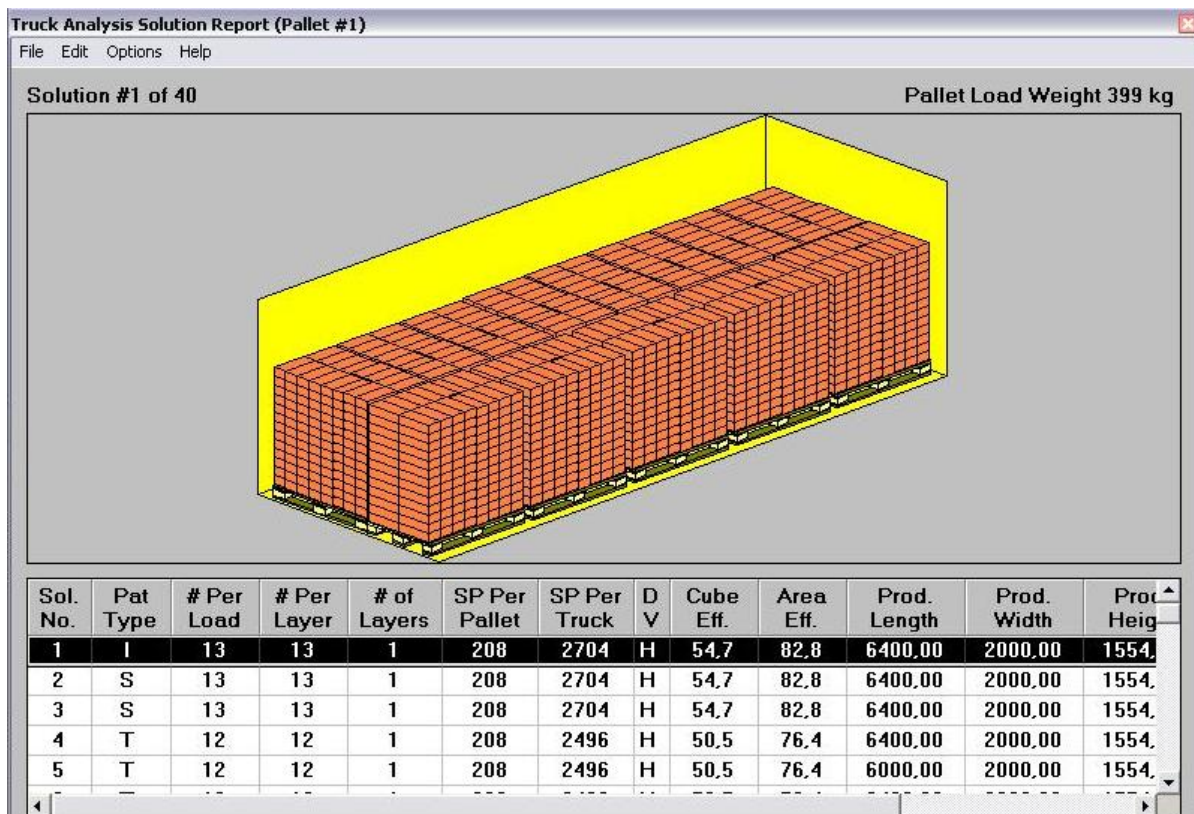 Truck Analysis Solution Report (Pallet #1)
File Edit Options Help
Solution #1 of 40 Pallet Load Weight 399 kg
Sol. Pat # Per # Per # of SP Per SP Per D Cube Area Prod. Prod. Prod
No. Type Load Layer Layers Pallet Truck V Eff. Eff. Length Width Heig
1 I 13 13 1 208 2704 H 54,7 82,8 6400,00 2000,00 1554,
2 S 13 13 1 208 2704 H 54,7 82,8 6400,00 2000,00 1554,
3 S 13 13 1 208 2704 H 54,7 82,8 6400,00 2000,00 1554,
4 T 12 12 1 208 2496 H 50,5 76,4 6400,00 2000,00 1554,
5 T 12 12 1 208 2496 H 50,5 76,4 6000,00 2000,00 1554,